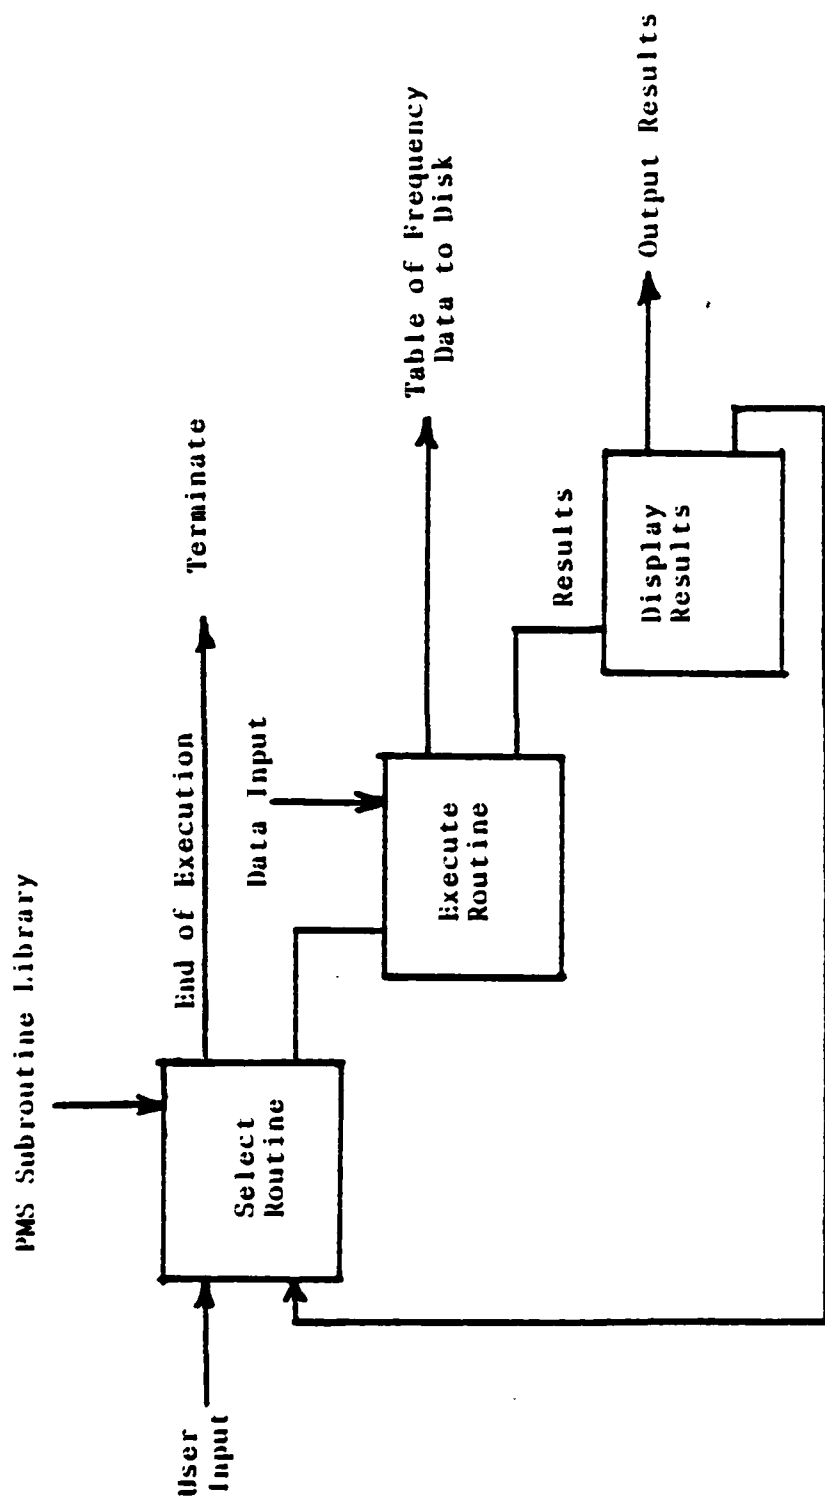 PMS Subroutine Library
User
Input
Select
Routine
End of Execution
Terminate
Data Input
Execute
Routine
Table of Frequency
Data to Disk
Results
Display
Results
Output Results